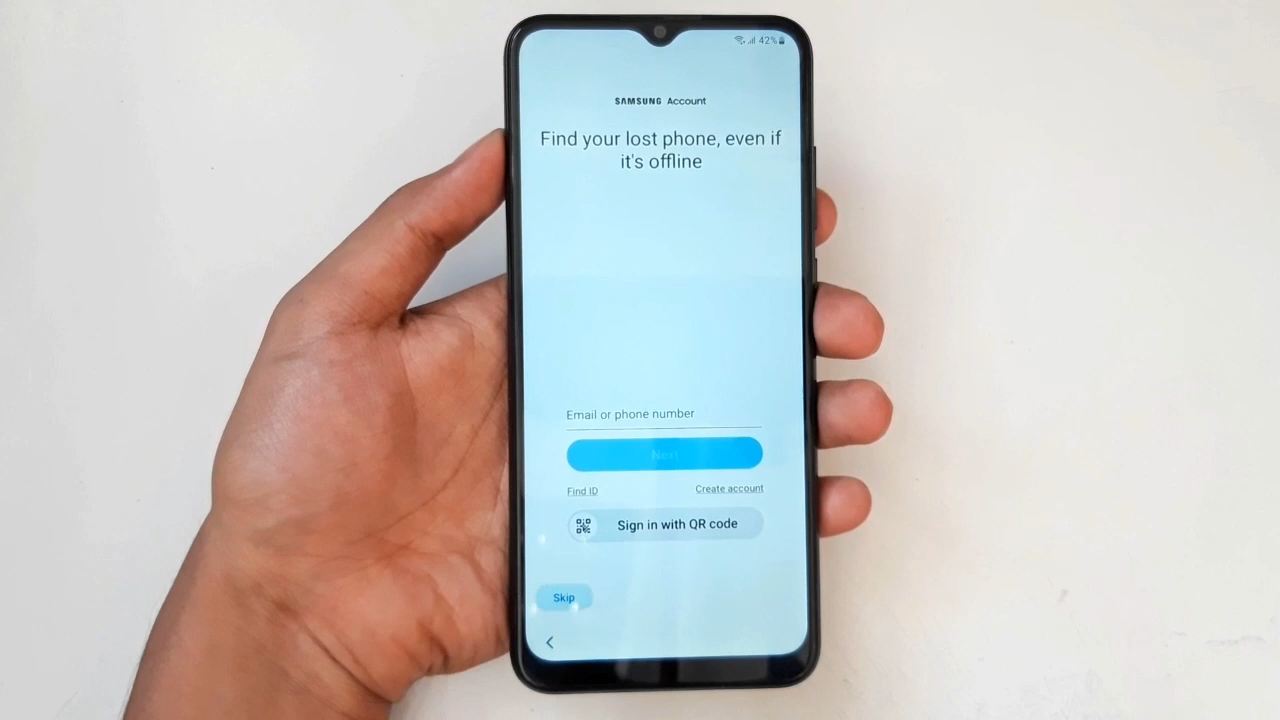 42%
SAMSUNG Account
Find your lost phone, even if
it's offline
Email or phone number
Next
Find ID
Create account
Sign in with QR code
Skip